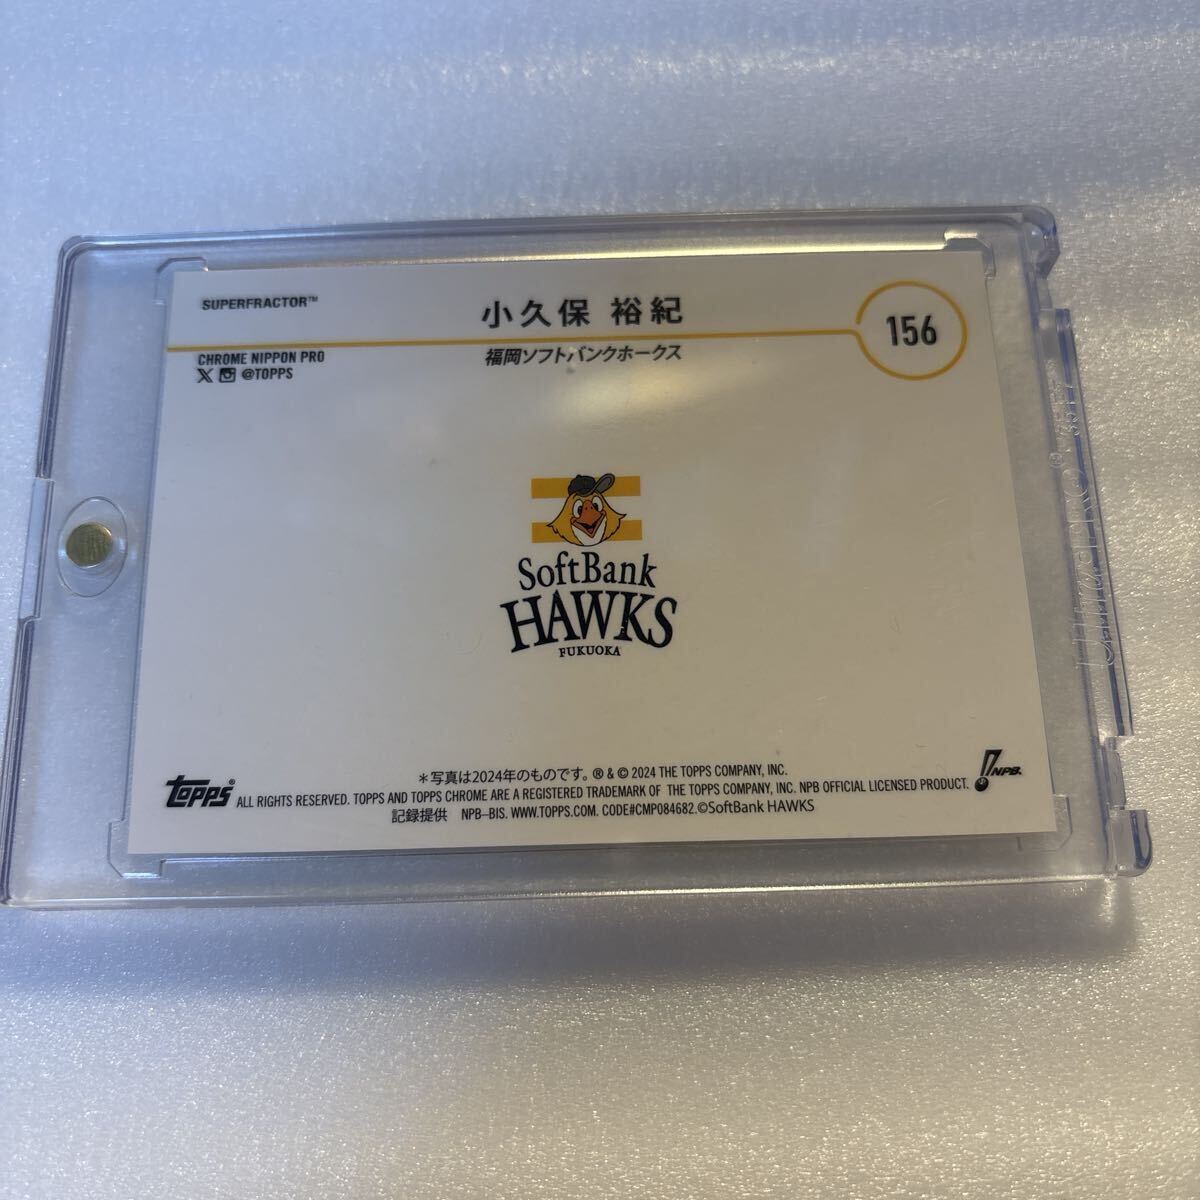 SUPERFRACTOR™
小久保 裕紀
156
CHROME NIPPON PRO
福岡ソフトバンクホークス
@TOPPS
SoftBank
HAWKS
FUKUOKA
＊写真は2024年のものです。® & © 2024 THE TOPPS COMPANY, INC.
topps®
ALL RIGHTS RESERVED. TOPPS AND TOPPS CHROME ARE A REGISTERED TRADEMARK OF THE TOPPS COMPANY, INC. NPB OFFICIAL LICENSED PRODUCT.
NPB.
記録提供 NPB-BIS. WWW.TOPPS.COM. CODE#CMP084682.©SoftBank HAWKS
Ultra PRO®